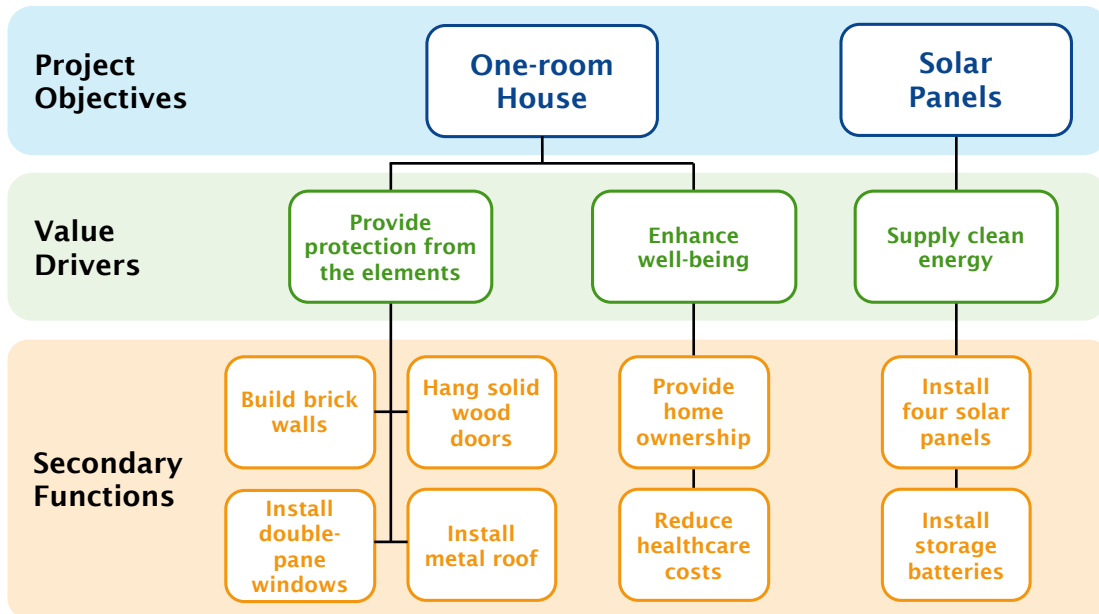 Project
Objectives
One-room
House
Solar
Panels
Value
Drivers
Provide
protection from
the elements
Enhance
well-being
Supply clean
energy
Secondary
Functions
Build brick
walls
Hang solid
wood
doors
Provide
home
ownership
Install
four solar
panels
Install
double-
pane
windows
Install
metal roof
Reduce
healthcare
costs
Install
storage
batteries